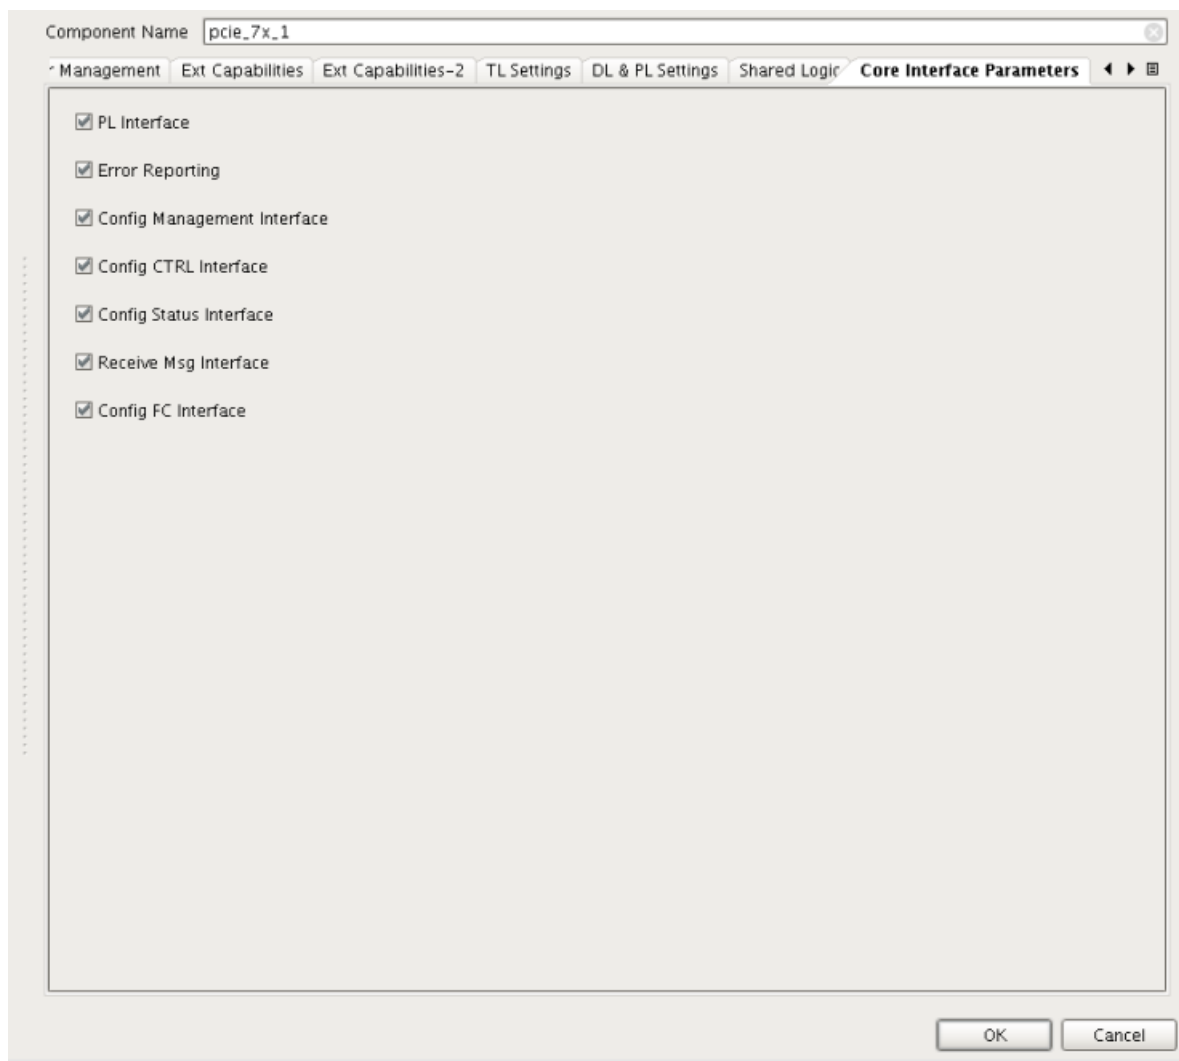 Component Name pcie_7x_1
Management Ext Capabilities Ext Capabilities-2 TL Settings DL & PL Settings Shared Logic Core Interface Parameters
PL Interface
Error Reporting
Config Management Interface
Config CTRL Interface
Config Status Interface
Receive Msg Interface
Config FC Interface
OK Cancel